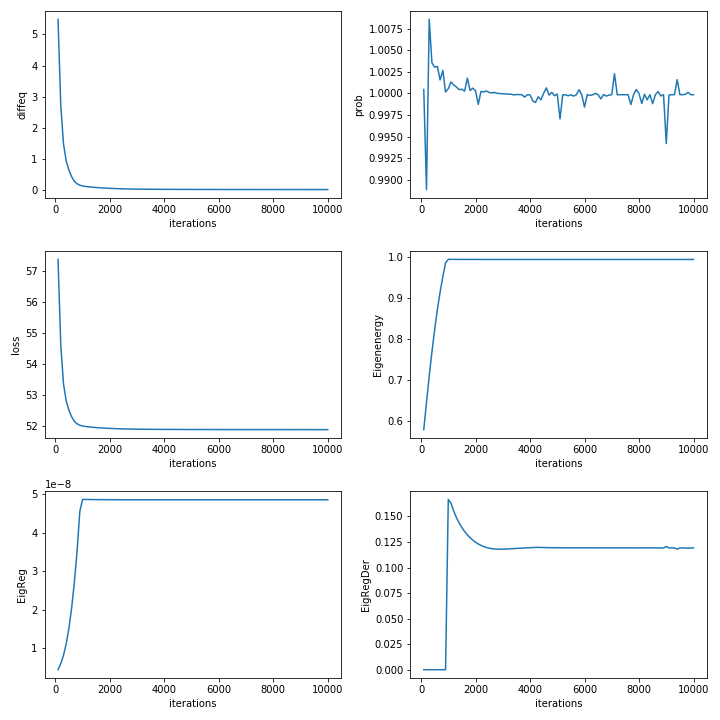 5
4
3
2
1
0
diffeq
0 2000 4000 6000 8000 10000
iterations
1.0075
1.0050
1.0025
1.0000
0.9975
0.9950
0.9925
0.9900
prob
0 2000 4000 6000 8000 10000
iterations
57
56
55
54
53
52
loss
0 2000 4000 6000 8000 10000
iterations
1.0
0.9
0.8
0.7
0.6
Eigenenergy
0 2000 4000 6000 8000 10000
iterations
1e−8
5
4
3
2
1
EigReg
0 2000 4000 6000 8000 10000
iterations
0.150
0.125
0.100
0.075
0.050
0.025
0.000
EigRegDer
0 2000 4000 6000 8000 10000
iterations